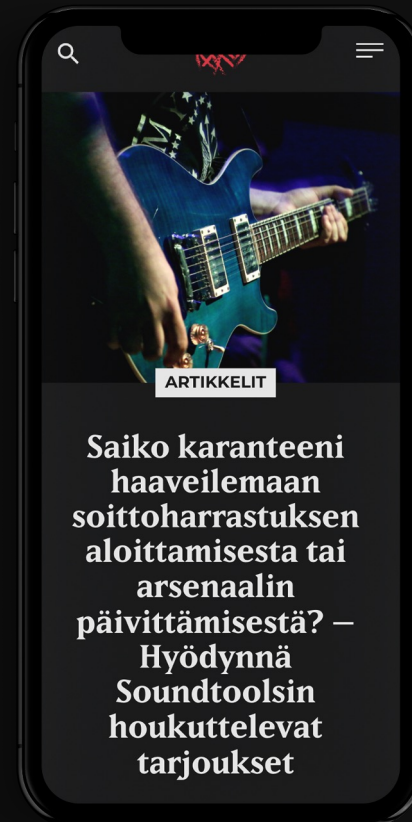 ARTIKKELIT
Saiko karanteeni
haaveilemaan
soittoharrastuksen
aloittamisesta tai
arsenaalin
päivittämisestä? —
Hyödynnä
Soundtoolsin
houkuttelevat
tarjoukset